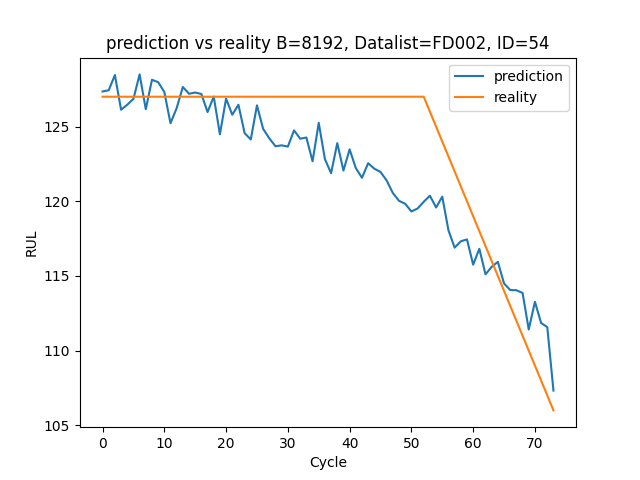 prediction vs reality B=8192, Datalist=FD002, ID=54
prediction
reality
125
120
115
110
105
RUL
0 10 20 30 40 50 60 70
Cycle